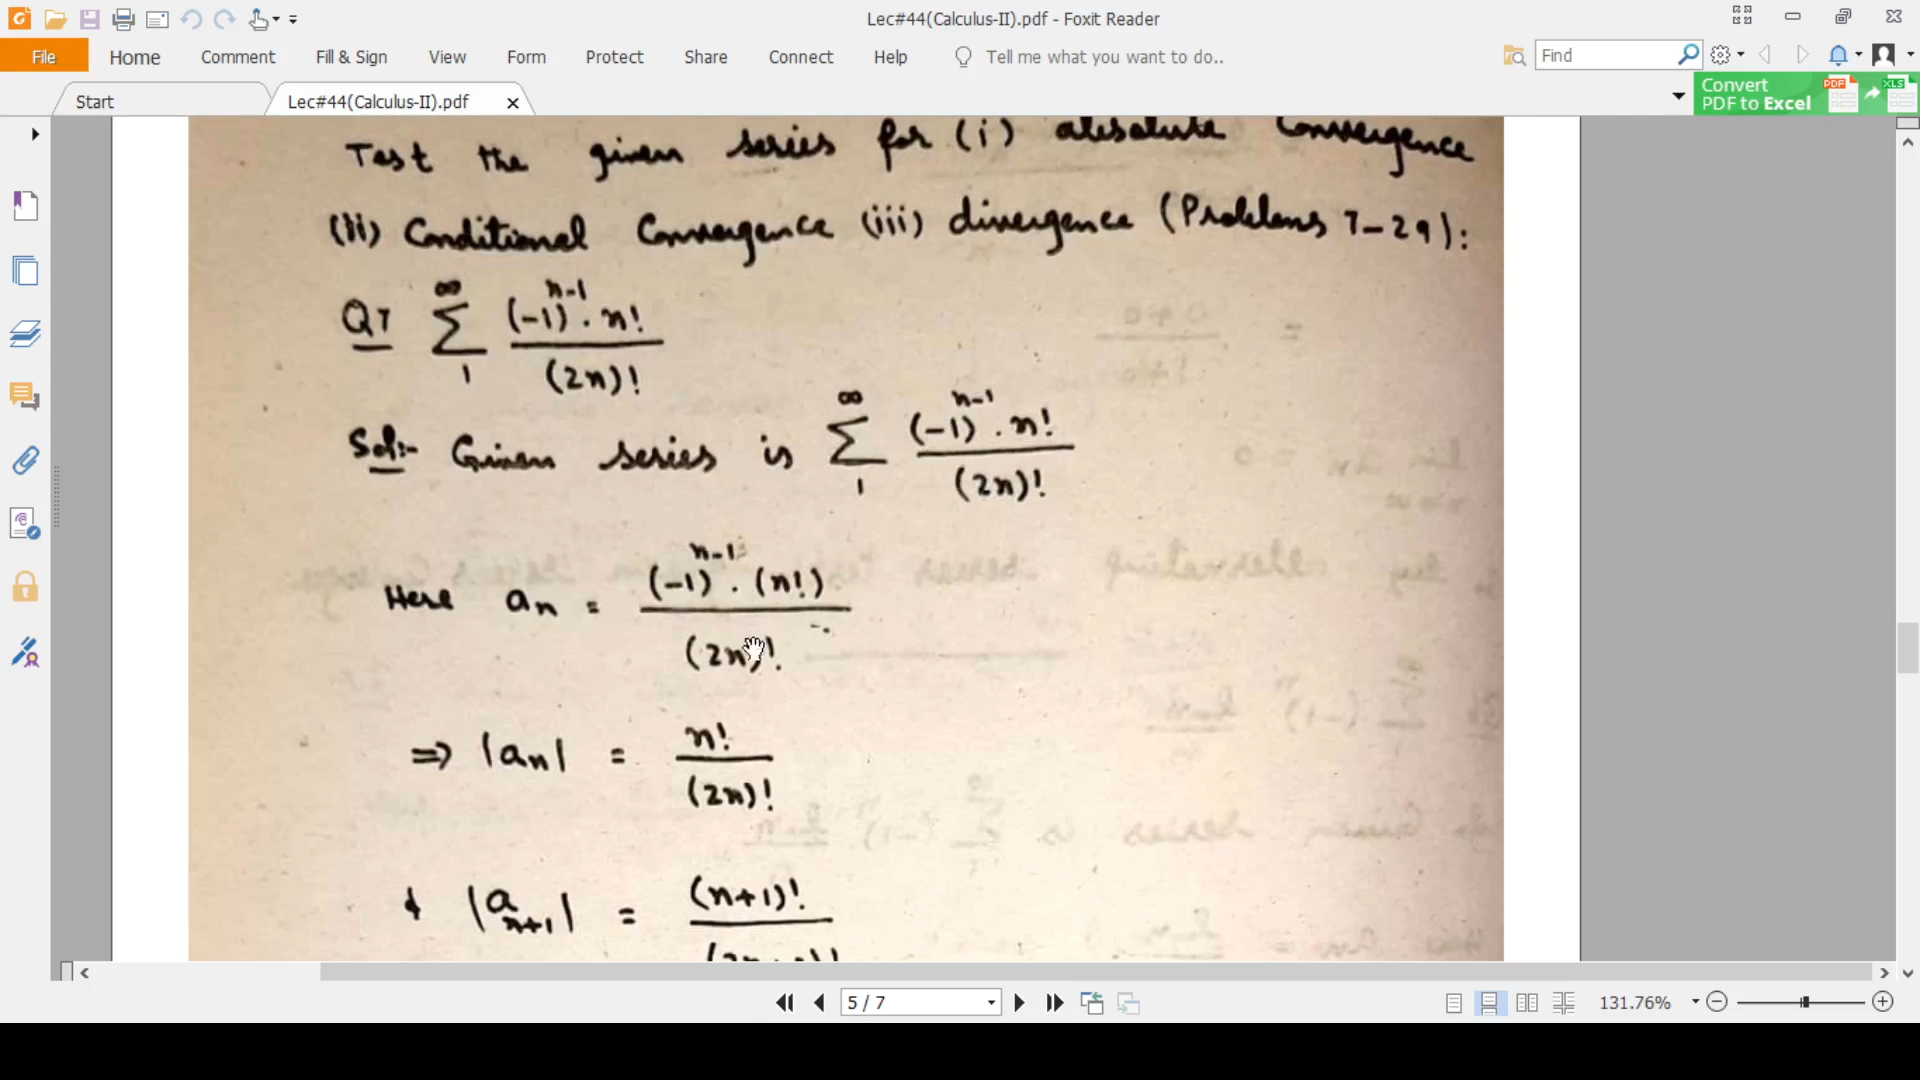 Lec#44(Calculus-II).pdf - Foxit Reader
File Home Comment Fill & Sign View Form Protect Share Connect Help Tell me what you want to do.. Find
Start Lec#44(Calculus-II).pdf
Convert PDF to Excel
PDF XLS
Test the given series for (i) absolute Convergence
(ii) Conditional Convergence (iii) divergence (Problems 7-29):
Q7 ∑_1^∞ (-1)^{n-1} . n! / (2n)!
Sol:- Given series is ∑_1^∞ (-1)^{n-1} . n! / (2n)!
Here a_n = (-1)^{n-1} . (n!) / (2n)!
⇒ |a_n| = n! / (2n)!
& |a_{n+1}| = (n+1)! /
5 / 7
131.76%